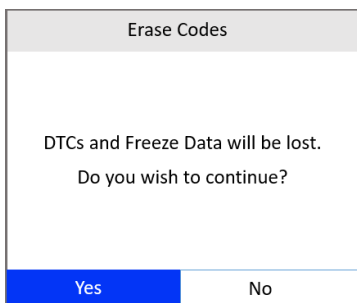 Erase Codes
DTCs and Freeze Data will be lost.
Do you wish to continue?
Yes No